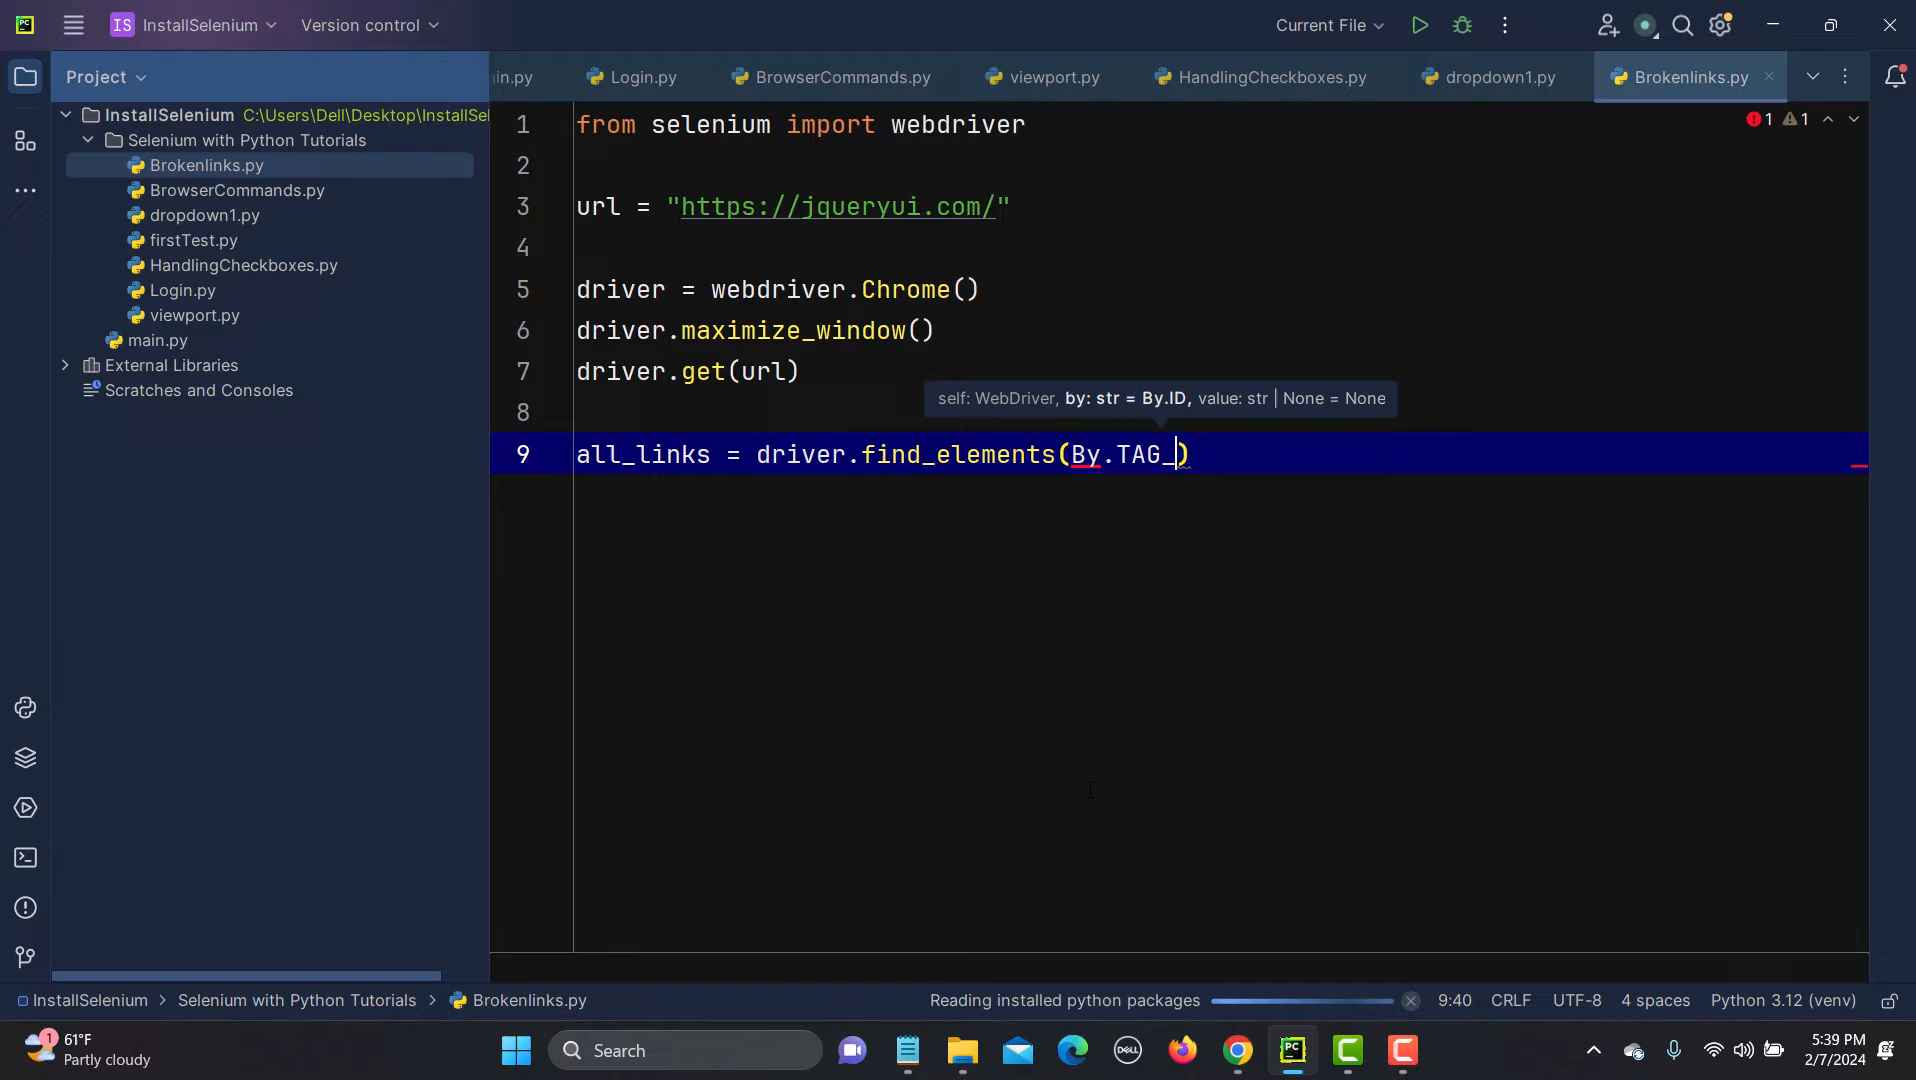 PC
IS InstallSelenium
Version control
Current File
Project
in.py
Login.py
BrowserCommands.py
viewport.py
HandlingCheckboxes.py
dropdown1.py
Brokenlinks.py
InstallSelenium C:\Users\Dell\Desktop\InstallSel
Selenium with Python Tutorials
Brokenlinks.py
BrowserCommands.py
dropdown1.py
firstTest.py
HandlingCheckboxes.py
Login.py
viewport.py
main.py
External Libraries
Scratches and Consoles
1 1
1 from selenium import webdriver
2
3 url = "https://jqueryui.com/"
4
5 driver = webdriver.Chrome()
6 driver.maximize_window()
7 driver.get(url)
self: WebDriver, by: str = By.ID, value: str | None = None
8
9 all_links = driver.find_elements(By.TAG_)
InstallSelenium > Selenium with Python Tutorials > Brokenlinks.py
Reading installed python packages
9:40 CRLF UTF-8 4 spaces Python 3.12 (venv)
1
61°F
Partly cloudy
Search
DELL
PC
5:39 PM
2/7/2024